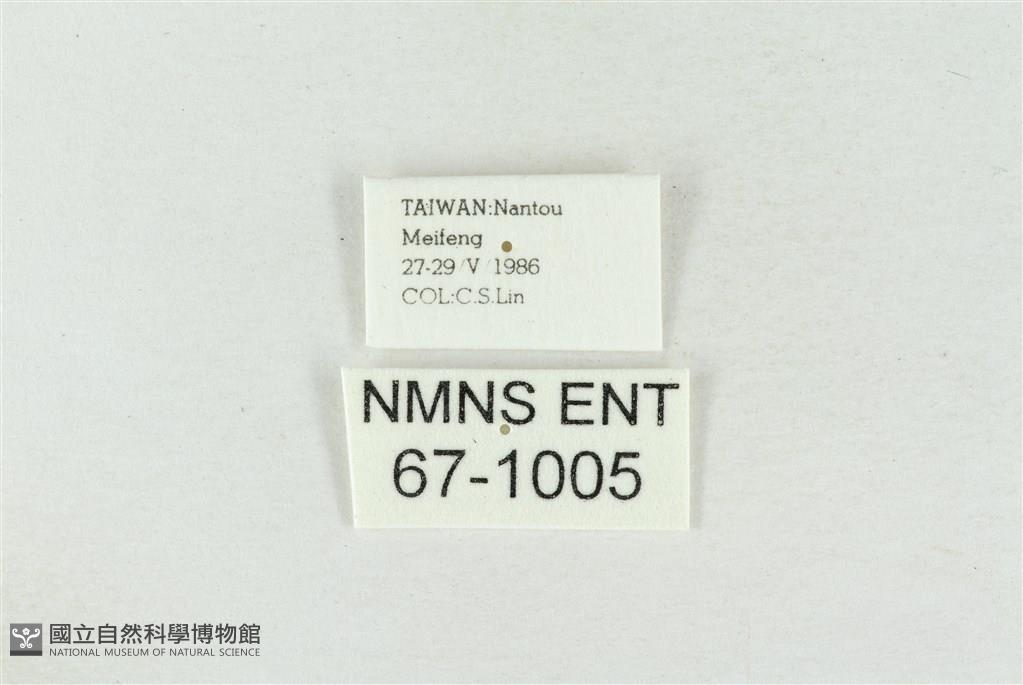 TAIWAN:Nantou
Meifeng
27-29/V/1986
COL:C.S.Lin
NMNS ENT
67-1005
國立自然科學博物館
NATIONAL MUSEUM OF NATURAL SCIENCE